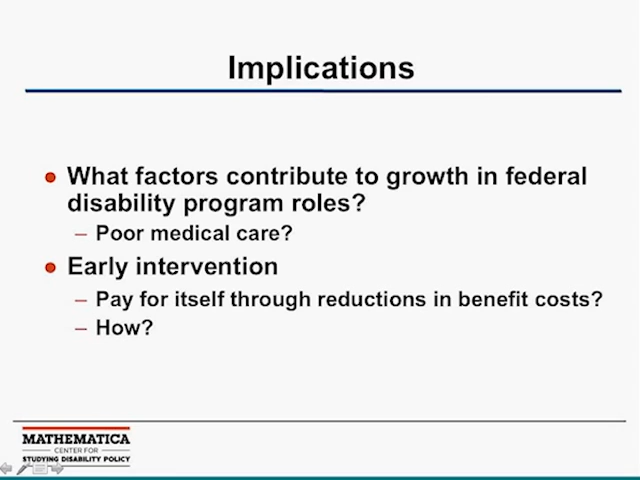 Implications
● What factors contribute to growth in federal
disability program roles?
– Poor medical care?
● Early intervention
– Pay for itself through reductions in benefit costs?
– How?
MATHEMATICA
CENTER FOR
STUDYING DISABILITY POLICY